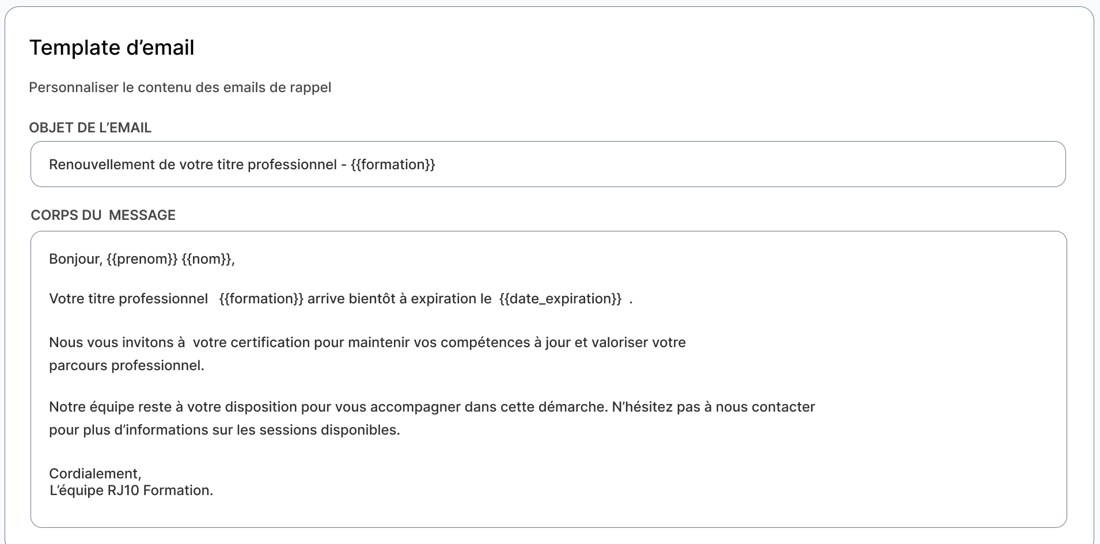 Template d’email
Personnaliser le contenu des emails de rappel
OBJET DE L’EMAIL
Renouvellement de votre titre professionnel - {{formation}}
CORPS DU  MESSAGE
Bonjour, {{prenom}} {{nom}},
Votre titre professionnel   {{formation}} arrive bientôt à expiration le  {{date_expiration}}  .
Nous vous invitons à  votre certification pour maintenir vos compétences à jour et valoriser votre
parcours professionnel.
Notre équipe reste à votre disposition pour vous accompagner dans cette démarche. N’hésitez pas à nous contacter
pour plus d’informations sur les sessions disponibles.
Cordialement,
L’équipe RJ10 Formation.